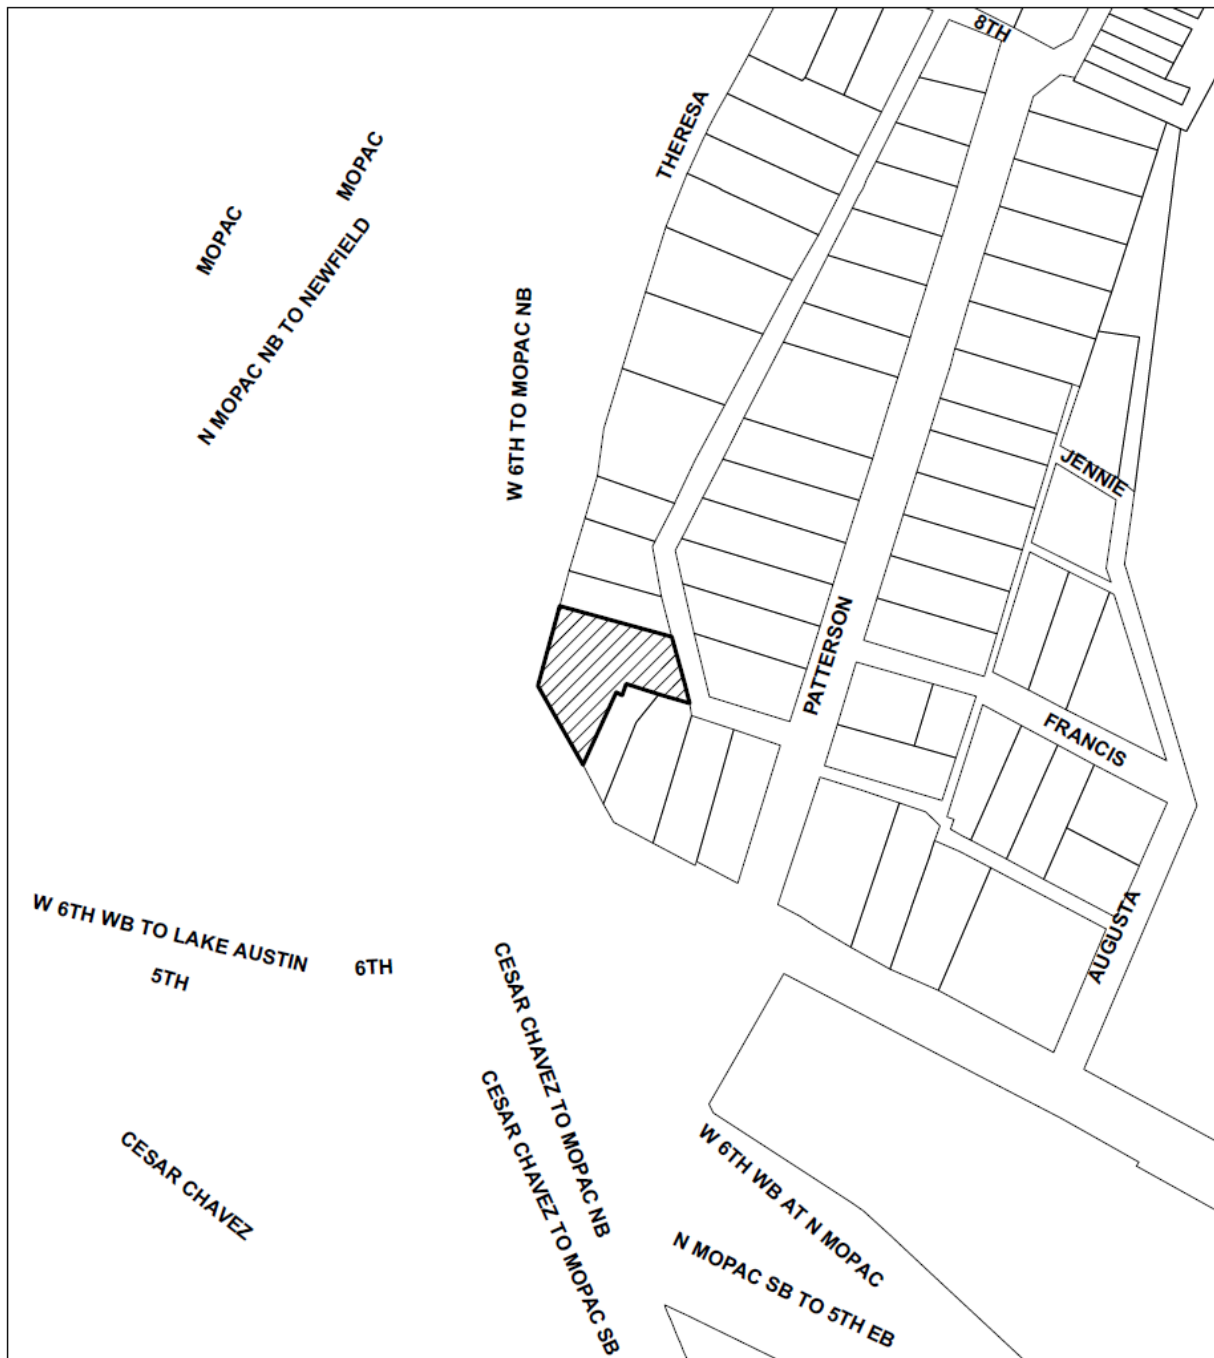 8TH
THERESA
MOPAC
MOPAC
N MOPAC NB TO NEWFIELD
W 6TH TO MOPAC NB
JENNIE
PATTERSON
FRANCIS
AUGUSTA
W 6TH WB TO LAKE AUSTIN
6TH
5TH
CESAR CHAVEZ TO MOPAC NB
CESAR CHAVEZ TO MOPAC SB
CESAR CHAVEZ
W 6TH WB AT N MOPAC
N MOPAC SB TO 5TH EB